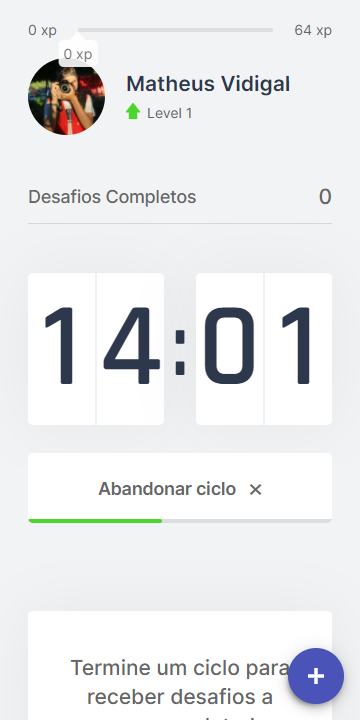 0 xp
64 xp
0 xp
Matheus Vidigal
Level 1
Desafios Completos
0
14:01
Abandonar ciclo
Termine um ciclo para
receber desafios a